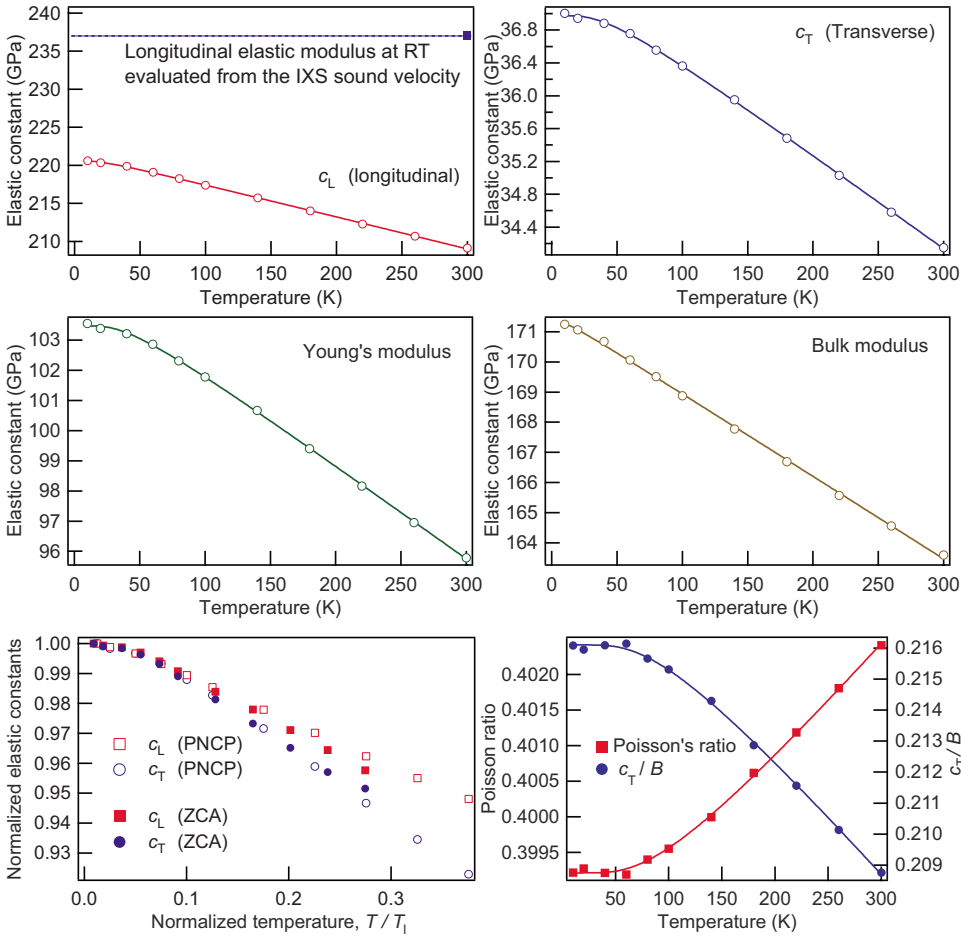 240
235
230
225
220
215
210
Elastic constant (GPa)
Longitudinal elastic modulus at RT
evaluated from the IXS sound velocity
c_L (longitudinal)
0 50 100 150 200 250 300
Temperature (K)
36.8
36.4
36.0
35.6
35.2
34.8
34.4
Elastic constant (GPa)
c_T (Transverse)
0 50 100 150 200 250 300
Temperature (K)
103
102
101
100
99
98
97
96
Elastic constant (GPa)
Young's modulus
0 50 100 150 200 250 300
Temperature (K)
171
170
169
168
167
166
165
164
Elastic constant (GPa)
Bulk modulus
0 50 100 150 200 250 300
Temperature (K)
1.00
0.99
0.98
0.97
0.96
0.95
0.94
0.93
Normalized elastic constants
c_L (PNCP)
c_T (PNCP)
c_L (ZCA)
c_T (ZCA)
0.0 0.1 0.2 0.3
Normalized temperature, T / T_l
0.4020
0.4015
0.4010
0.4005
0.4000
0.3995
Poisson ratio
Poisson's ratio
c_T / B
0.216
0.215
0.214
0.213
0.212
0.211
0.210
0.209
c_T / B
0 50 100 150 200 250 300
Temperature (K)